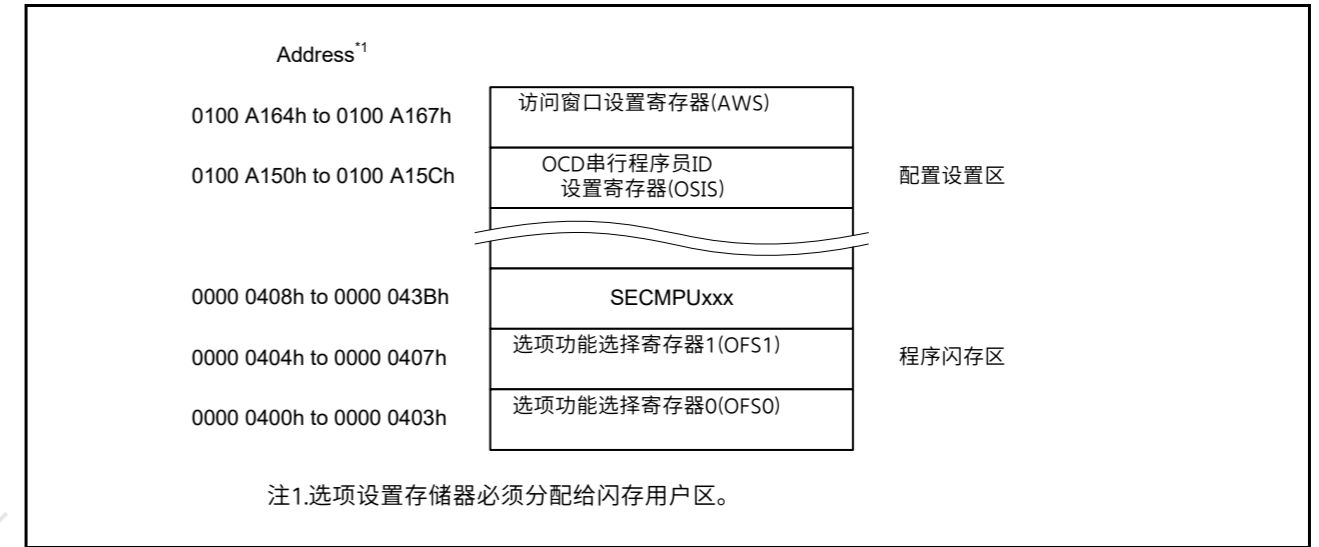 Address*1
0100 A164h to 0100 A167h
访问窗口设置寄存器(AWS)
0100 A150h to 0100 A15Ch
OCD串行程序员ID
设置寄存器(OSIS)
配置设置区
0000 0408h to 0000 043Bh
SECMPUxxx
0000 0404h to 0000 0407h
选项功能选择寄存器1(OFS1)
程序闪存区
0000 0400h to 0000 0403h
选项功能选择寄存器0(OFS0)
注1.选项设置存储器必须分配给闪存用户区。